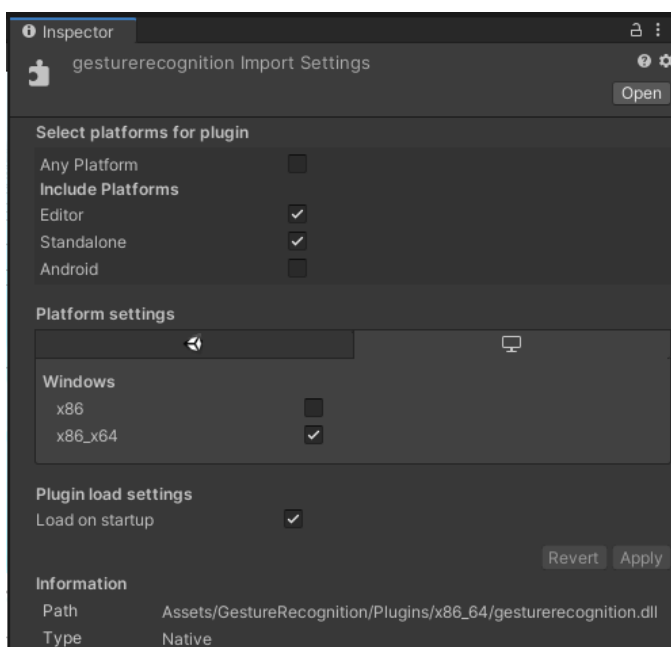 Inspector
gesturerecognition Import Settings
Open
Select platforms for plugin
Any Platform
Include Platforms
Editor
Standalone
Android
Platform settings
Windows
x86
x86_x64
Plugin load settings
Load on startup
Revert Apply
Information
Path Assets/GestureRecognition/Plugins/x86_64/gesturerecognition.dll
Type Native